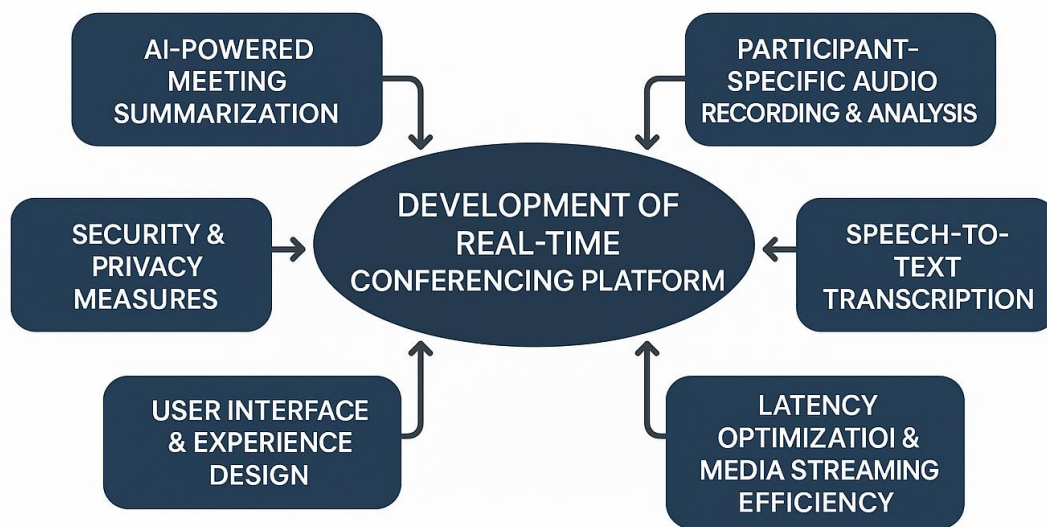 AI-POWERED
MEETING
SUMMARIZATION
PARTICIPANT-
SPECIFIC AUDIO
RECORDING & ANALYSIS
SECURITY &
PRIVACY
MEASURES
DEVELOPMENT OF
REAL-TIME
CONFERENCING PLATFORM
SPEECH-TO-
TEXT
TRANSCRIPTION
USER INTERFACE
& EXPERIENCE
DESIGN
LATENCY
OPTIMIZATIOI &
MEDIA STREAMING
EFFICIENCY